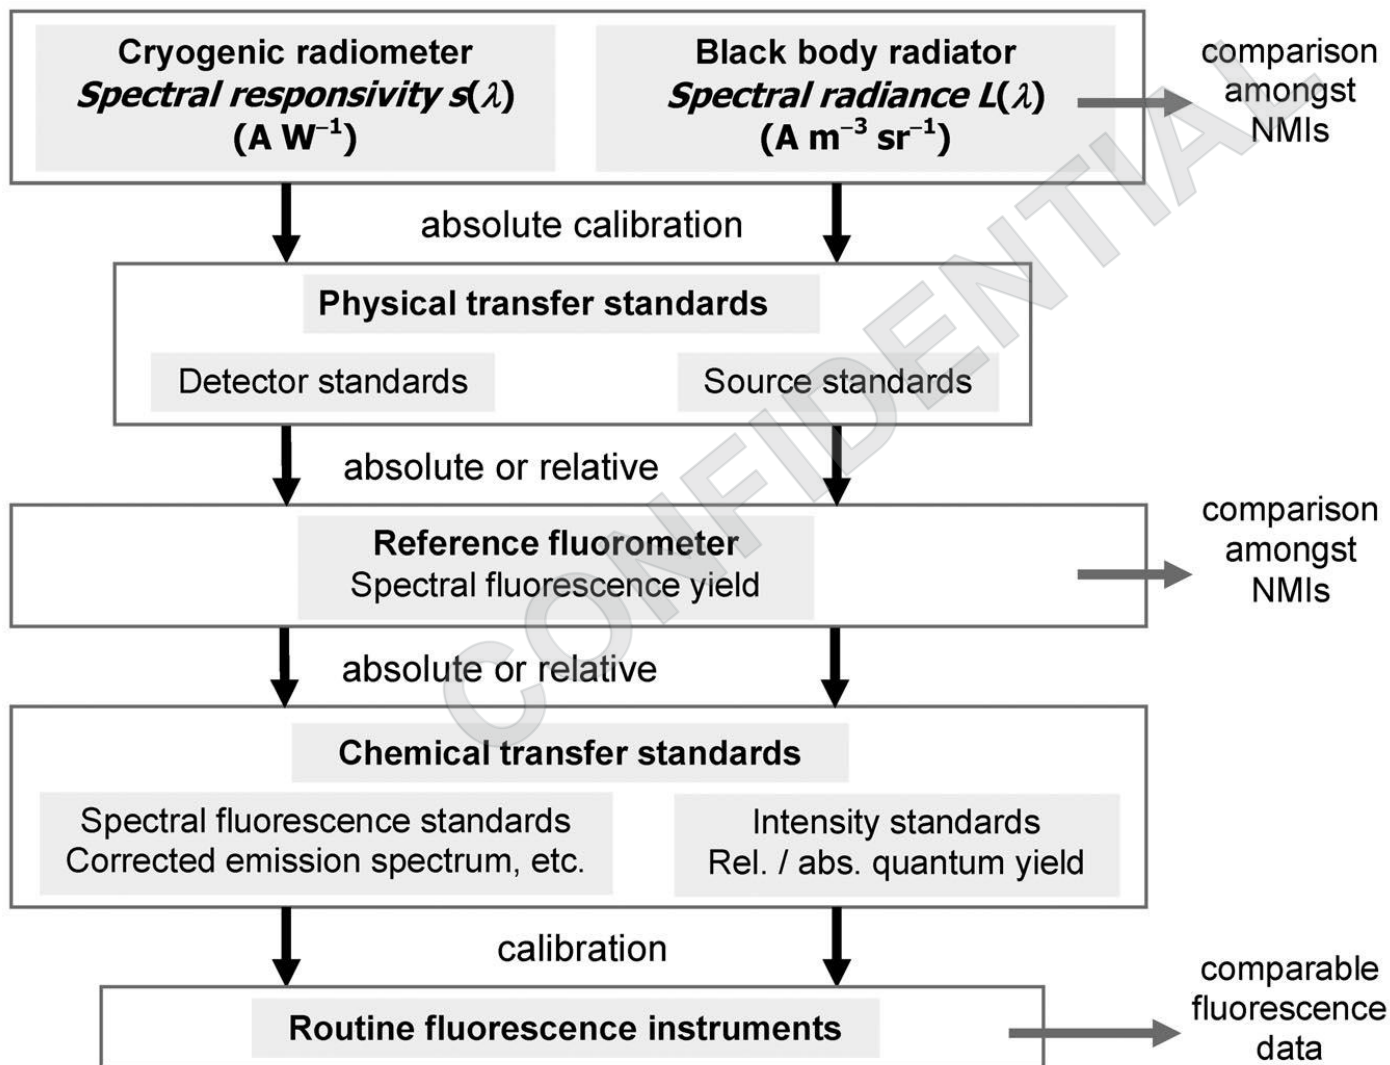 Cryogenic radiometer
Spectral responsivity s(λ)
(A W⁻¹)
Black body radiator
Spectral radiance L(λ)
(A m⁻³ sr⁻¹)
comparison
amongst
NMIs
absolute calibration
Physical transfer standards
Detector standards
Source standards
absolute or relative
Reference fluorometer
Spectral fluorescence yield
comparison
amongst
NMIs
absolute or relative
Chemical transfer standards
Spectral fluorescence standards
Corrected emission spectrum, etc.
Intensity standards
Rel. / abs. quantum yield
calibration
Routine fluorescence instruments
comparable
fluorescence
data
CONFIDENTIAL